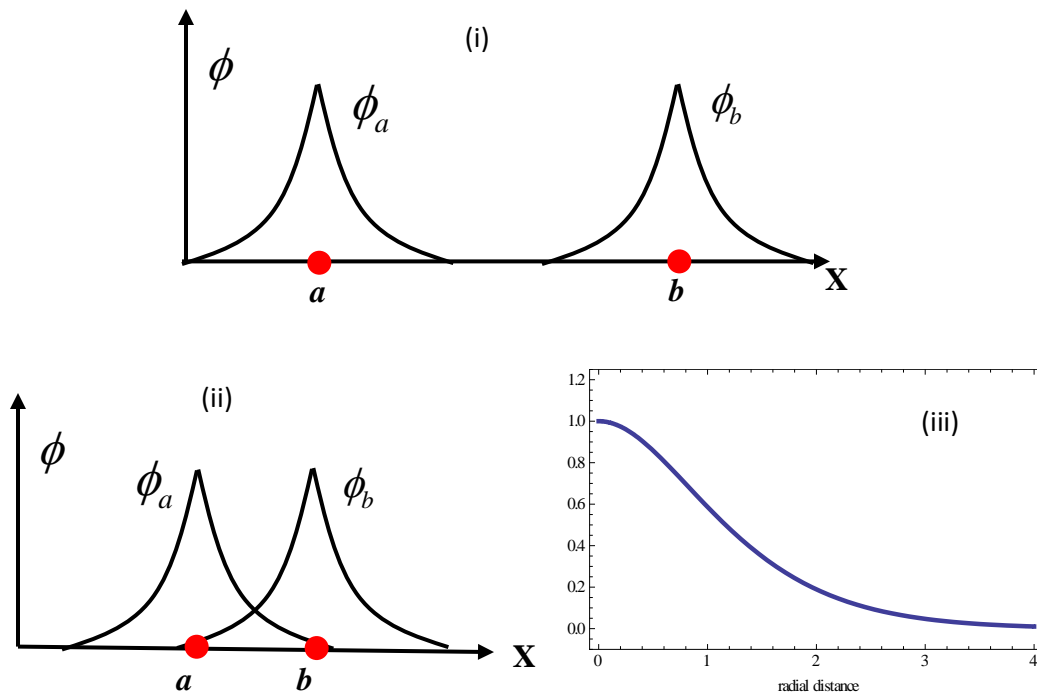 (i)
ϕ
ϕa
ϕb
a
b
X
(ii)
ϕ
ϕa
ϕb
a
b
X
(iii)
1.2
1.0
0.8
0.6
0.4
0.2
0.0
0 1 2 3 4
radial distance